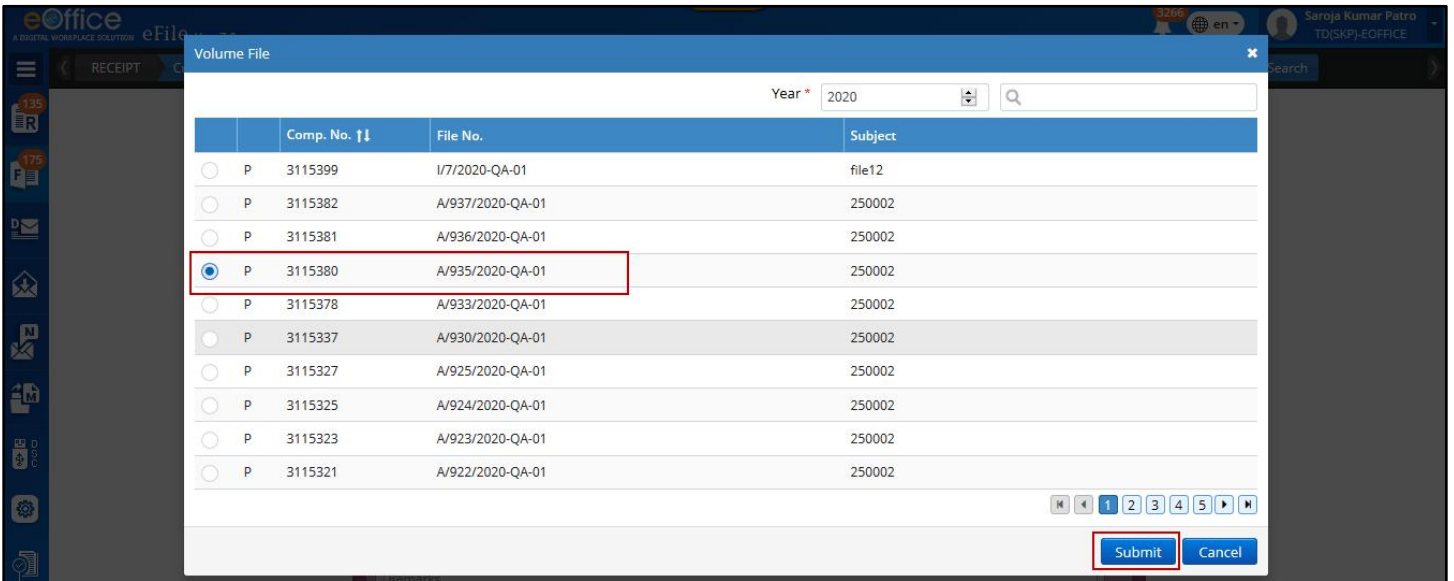 eOffice
A DIGITAL WORKPLACE SOLUTION
3266
en
Saroja Kumar Patro
TD(SKP)-EOFFICE
RECEIPT
Search
135
R
175
F
D
N
M
DSC
Volume File
Year * 2020
Comp. No. File No. Subject
P 3115399 I/7/2020-QA-01 file12
P 3115382 A/937/2020-QA-01 250002
P 3115381 A/936/2020-QA-01 250002
P 3115380 A/935/2020-QA-01 250002
P 3115378 A/933/2020-QA-01 250002
P 3115337 A/930/2020-QA-01 250002
P 3115327 A/925/2020-QA-01 250002
P 3115325 A/924/2020-QA-01 250002
P 3115323 A/923/2020-QA-01 250002
P 3115321 A/922/2020-QA-01 250002
1 2 3 4 5
Submit Cancel